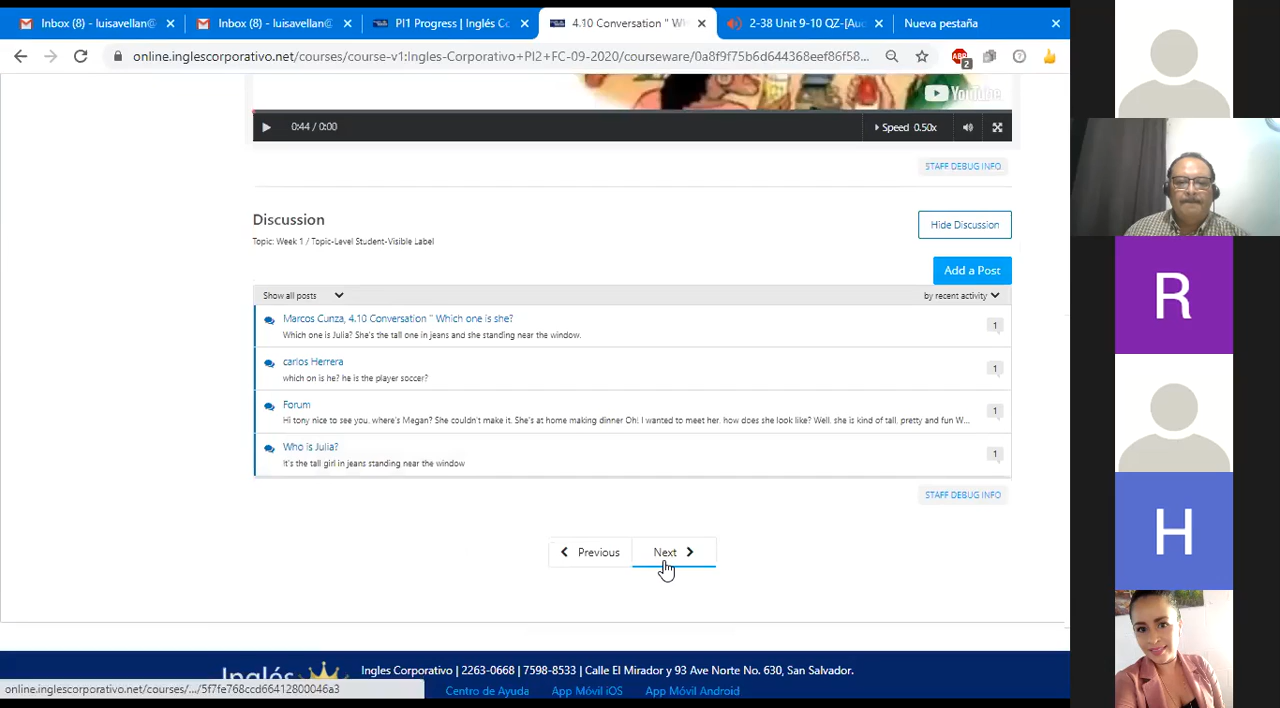 Inbox (8) - luisavellan@
Inbox (8) - luisavellan@
PI1 Progress | Inglés Co
4.10 Conversation " Wh
2-38 Unit 9-10 QZ-[Aud
Nueva pestaña
online.inglescorporativo.net/courses/course-v1:Ingles-Corporativo+PI2+FC-09-2020/courseware/0a8f9f75b6d644368eef86f58...
ABP
2
YouTube
0:44 / 0:00
Speed 0.50x
STAFF DEBUG INFO
Discussion
Hide Discussion
Topic: Week 1 / Topic-Level Student-Visible Label
Add a Post
Show all posts
by recent activity
Marcos Cunza, 4.10 Conversation " Which one is she?
1
Which one is Julia? She's the tall one in jeans and she standing near the window.
carlos Herrera
1
which on is he? he is the player soccer?
Forum
1
Hi tony nice to see you, where's Megan? She couldn't make it, She's at home making dinner Oh! I wanted to meet her, how does she look like? Well, she is kind of tall, pretty and fun W...
Who is Julia?
1
It's the tall girl in jeans standing near the window
STAFF DEBUG INFO
Previous
Next
Inglés
Ingles Corporativo | 2263-0668 | 7598-8533 | Calle El Mirador y 93 Ave Norte No. 630, San Salvador.
online.inglescorporativo.net/courses/.../5f7fe768ccd66412800046a3
Centro de Ayuda
App Móvil iOS
App Móvil Android
R
H